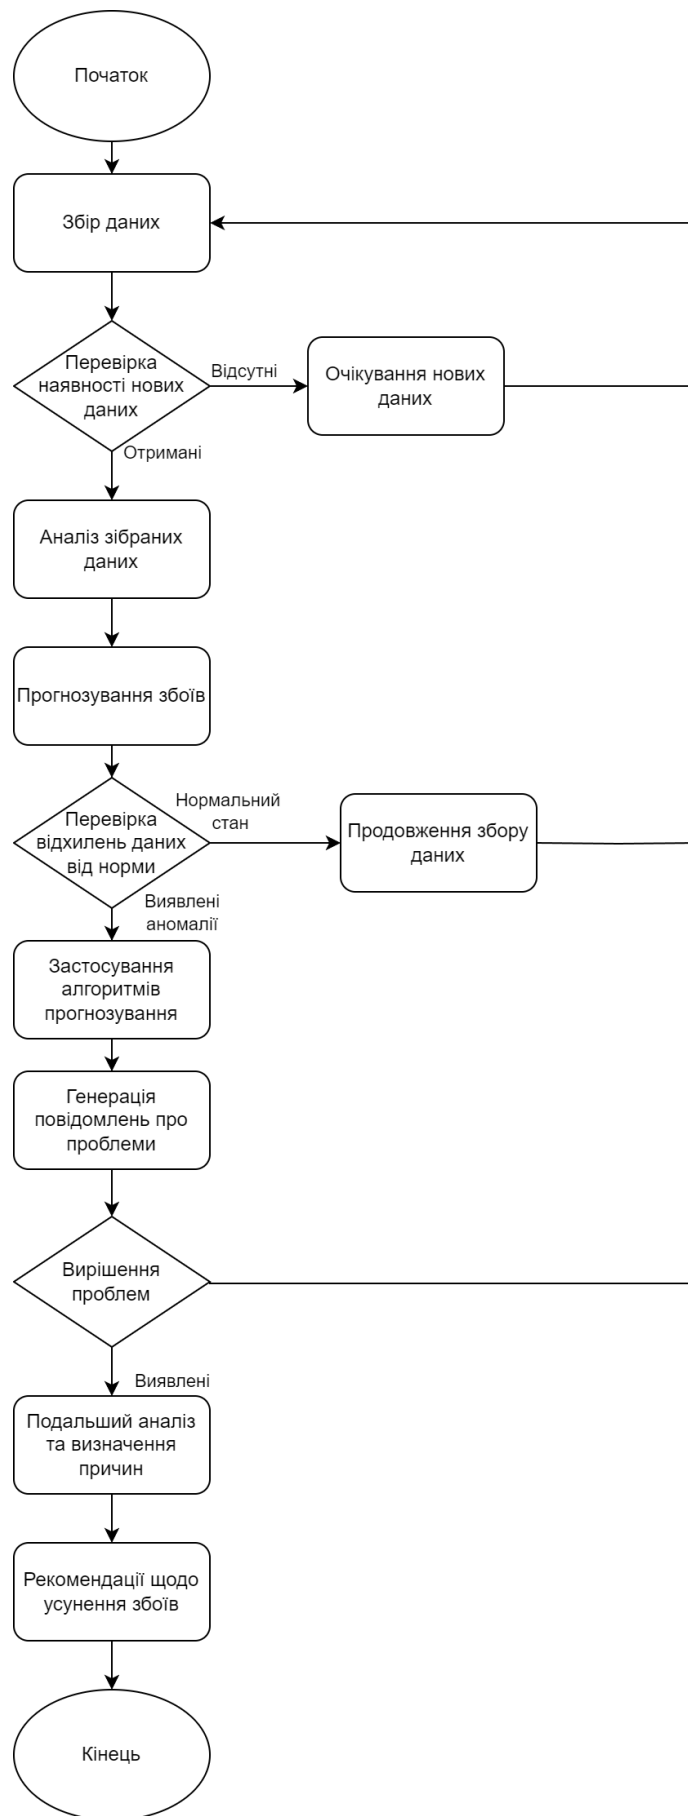 Початок
Збір даних
Перевірка
наявності нових
даних
Відсутні
Очікування нових
даних
Отримані
Аналіз зібраних
даних
Прогнозування збоїв
Перевірка
відхилень даних
від норми
Нормальний
стан
Продовження збору
даних
Виявлені
аномалії
Застосування
алгоритмів
прогнозування
Генерація
повідомлень про
проблеми
Вирішення
проблем
Виявлені
Подальший аналіз
та визначення
причин
Рекомендації щодо
усунення збоїв
Кінець